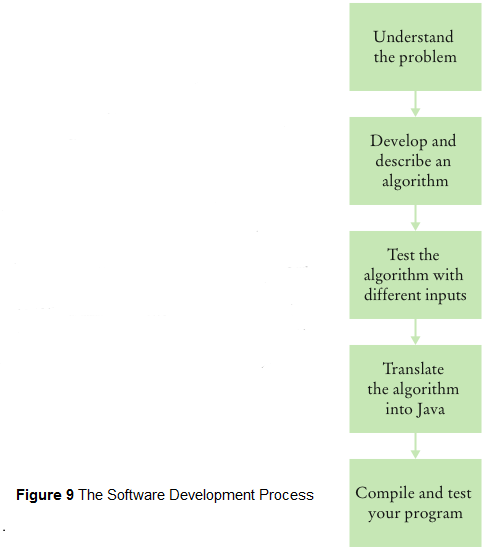 Understand
the problem
Develop and
describe an
algorithm
Test the
algorithm with
different inputs
Translate
the algorithm
into Java
Compile and test
your program
Figure 9 The Software Development Process
.